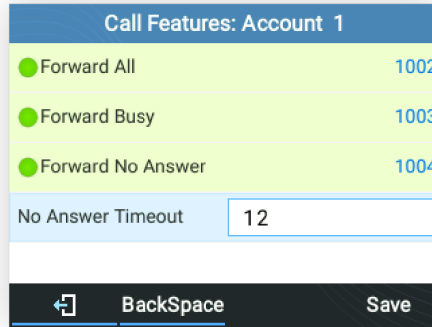 Call Features: Account 1
Forward All 1002
Forward Busy 1003
Forward No Answer 1004
No Answer Timeout 12
BackSpace Save